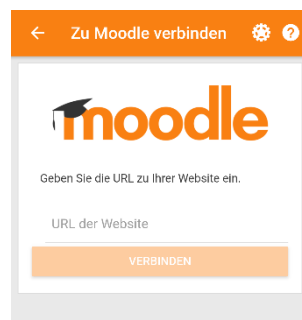 Zu Moodle verbinden
moodle
Geben Sie die URL zu Ihrer Website ein.
URL der Website
VERBINDEN